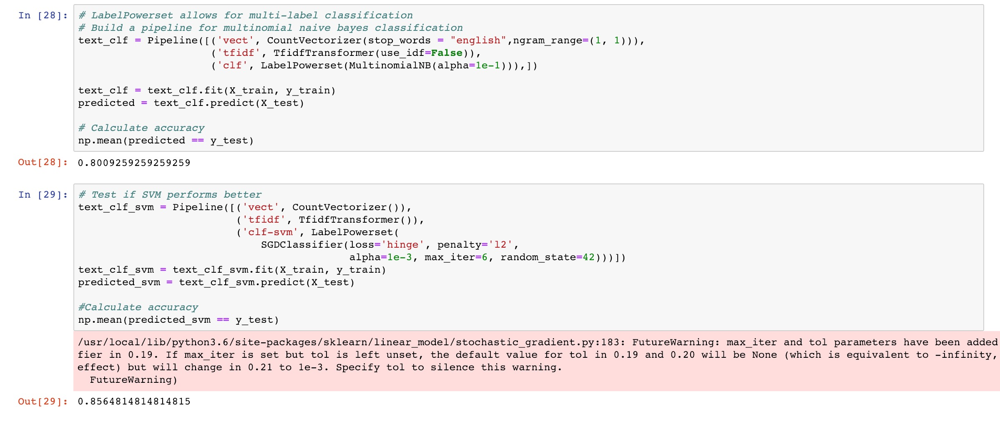 In [28]: # LabelPowerset allows for multi-label classification
# Build a pipeline for multinomial naive bayes classification
text_clf = Pipeline([('vect', CountVectorizer(stop_words = "english",ngram_range=(1, 1))),
('tfidf', TfidfTransformer(use_idf=False)),
('clf', LabelPowerset(MultinomialNB(alpha=1e-1))),])
text_clf = text_clf.fit(X_train, y_train)
predicted = text_clf.predict(X_test)
# Calculate accuracy
np.mean(predicted == y_test)
Out[28]: 0.8009259259259259
In [29]: # Test if SVM performs better
text_clf_svm = Pipeline([('vect', CountVectorizer()),
('tfidf', TfidfTransformer()),
('clf-svm', LabelPowerset(
SGDClassifier(loss='hinge', penalty='l2',
alpha=1e-3, max_iter=6, random_state=42)))])
text_clf_svm = text_clf_svm.fit(X_train, y_train)
predicted_svm = text_clf_svm.predict(X_test)
#Calculate accuracy
np.mean(predicted_svm == y_test)
/usr/local/lib/python3.6/site-packages/sklearn/linear_model/stochastic_gradient.py:183: FutureWarning: max_iter and tol parameters have been added
fier in 0.19. If max_iter is set but tol is left unset, the default value for tol in 0.19 and 0.20 will be None (which is equivalent to -infinity,
effect) but will change in 0.21 to 1e-3. Specify tol to silence this warning.
FutureWarning)
Out[29]: 0.8564814814814815